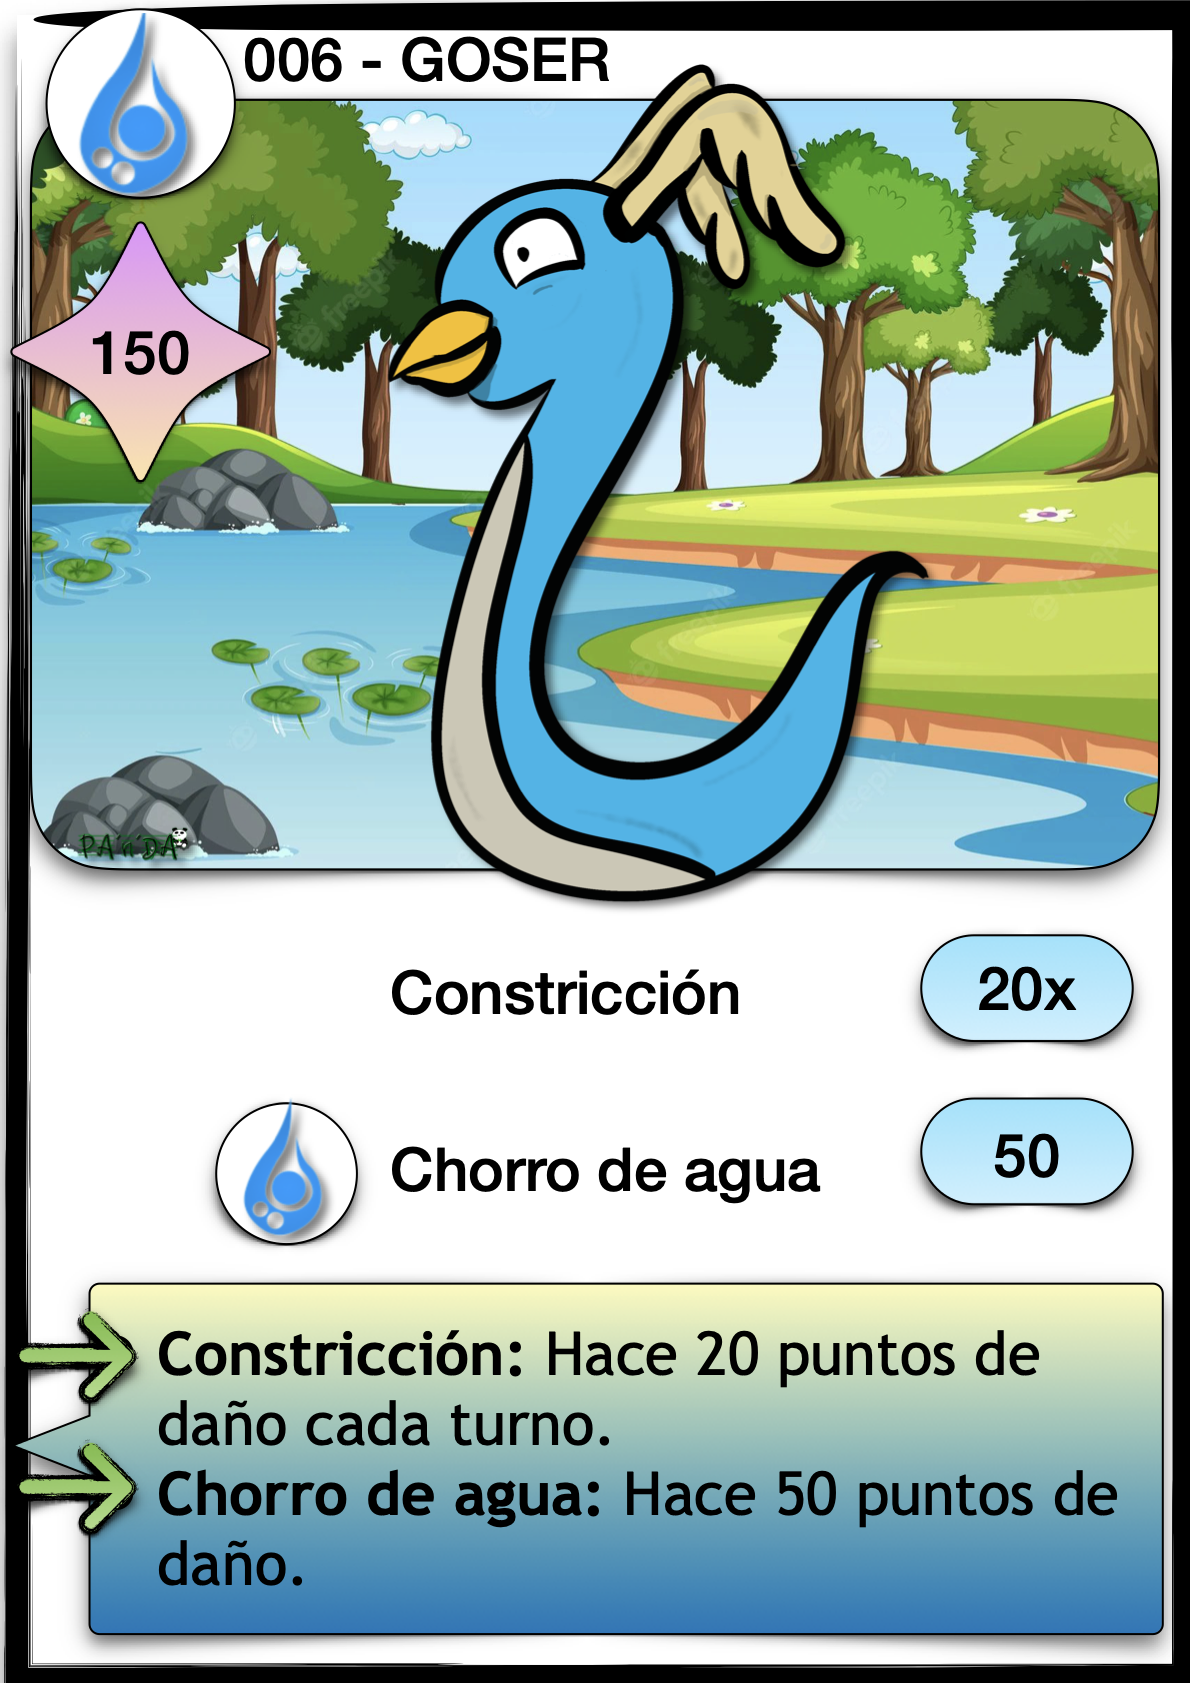 006 - GOSER
150
PANDA
Constricción
20x
Chorro de agua
50
Constricción: Hace 20 puntos de
daño cada turno.
Chorro de agua: Hace 50 puntos de
daño.